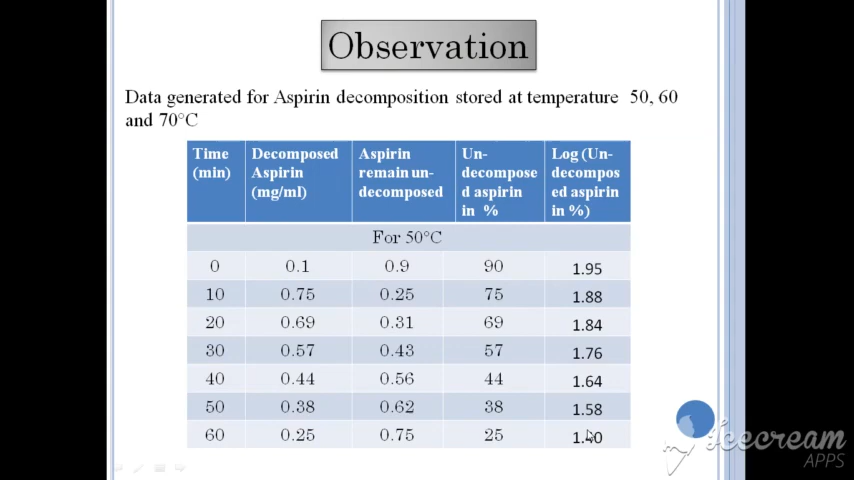 Observation
Data generated for Aspirin decomposition stored at temperature 50, 60
and 70°C
Time (min) Decomposed Aspirin (mg/ml) Aspirin remain un-decomposed Un-decomposed aspirin in % Log (Un-decomposed aspirin in %)
For 50°C
0 0.1 0.9 90 1.95
10 0.75 0.25 75 1.88
20 0.69 0.31 69 1.84
30 0.57 0.43 57 1.76
40 0.44 0.56 44 1.64
50 0.38 0.62 38 1.58
60 0.25 0.75 25 1.40
Icecream
APPS